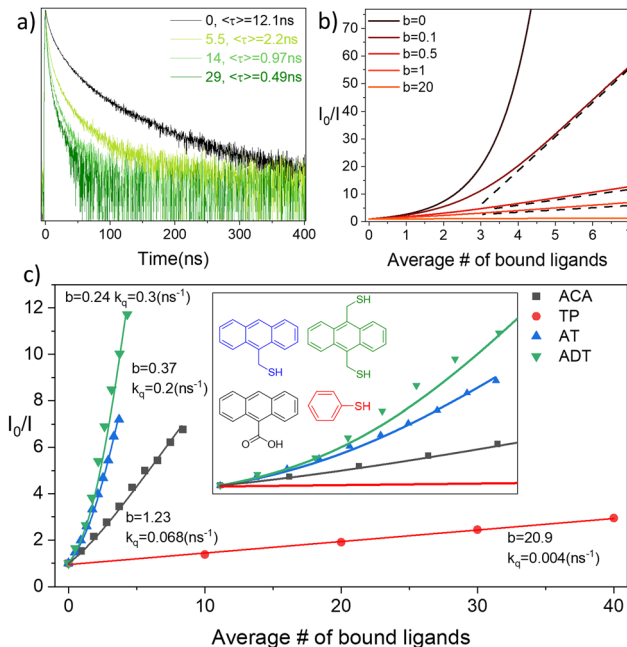 a)
0, <τ>=12.1ns
5.5, <τ>=2.2ns
14, <τ>=0.97ns
29, <τ>=0.49ns
0 100 200 300 400
Time(ns)
b)
b=0
b=0.1
b=0.5
b=1
b=20
I₀/I
70
60
50
40
30
20
10
0
0 1 2 3 4 5 6 7
Average # of bound ligands
c)
b=0.24 kq=0.3(ns⁻¹)
b=0.37
kq=0.2(ns⁻¹)
b=1.23
kq=0.068(ns⁻¹)
b=20.9
kq=0.004(ns⁻¹)
ACA
TP
AT
ADT
SH
SH
SH
O
OH
SH
I₀/I
12
10
8
6
4
2
0
0 10 20 30 40
Average # of bound ligands